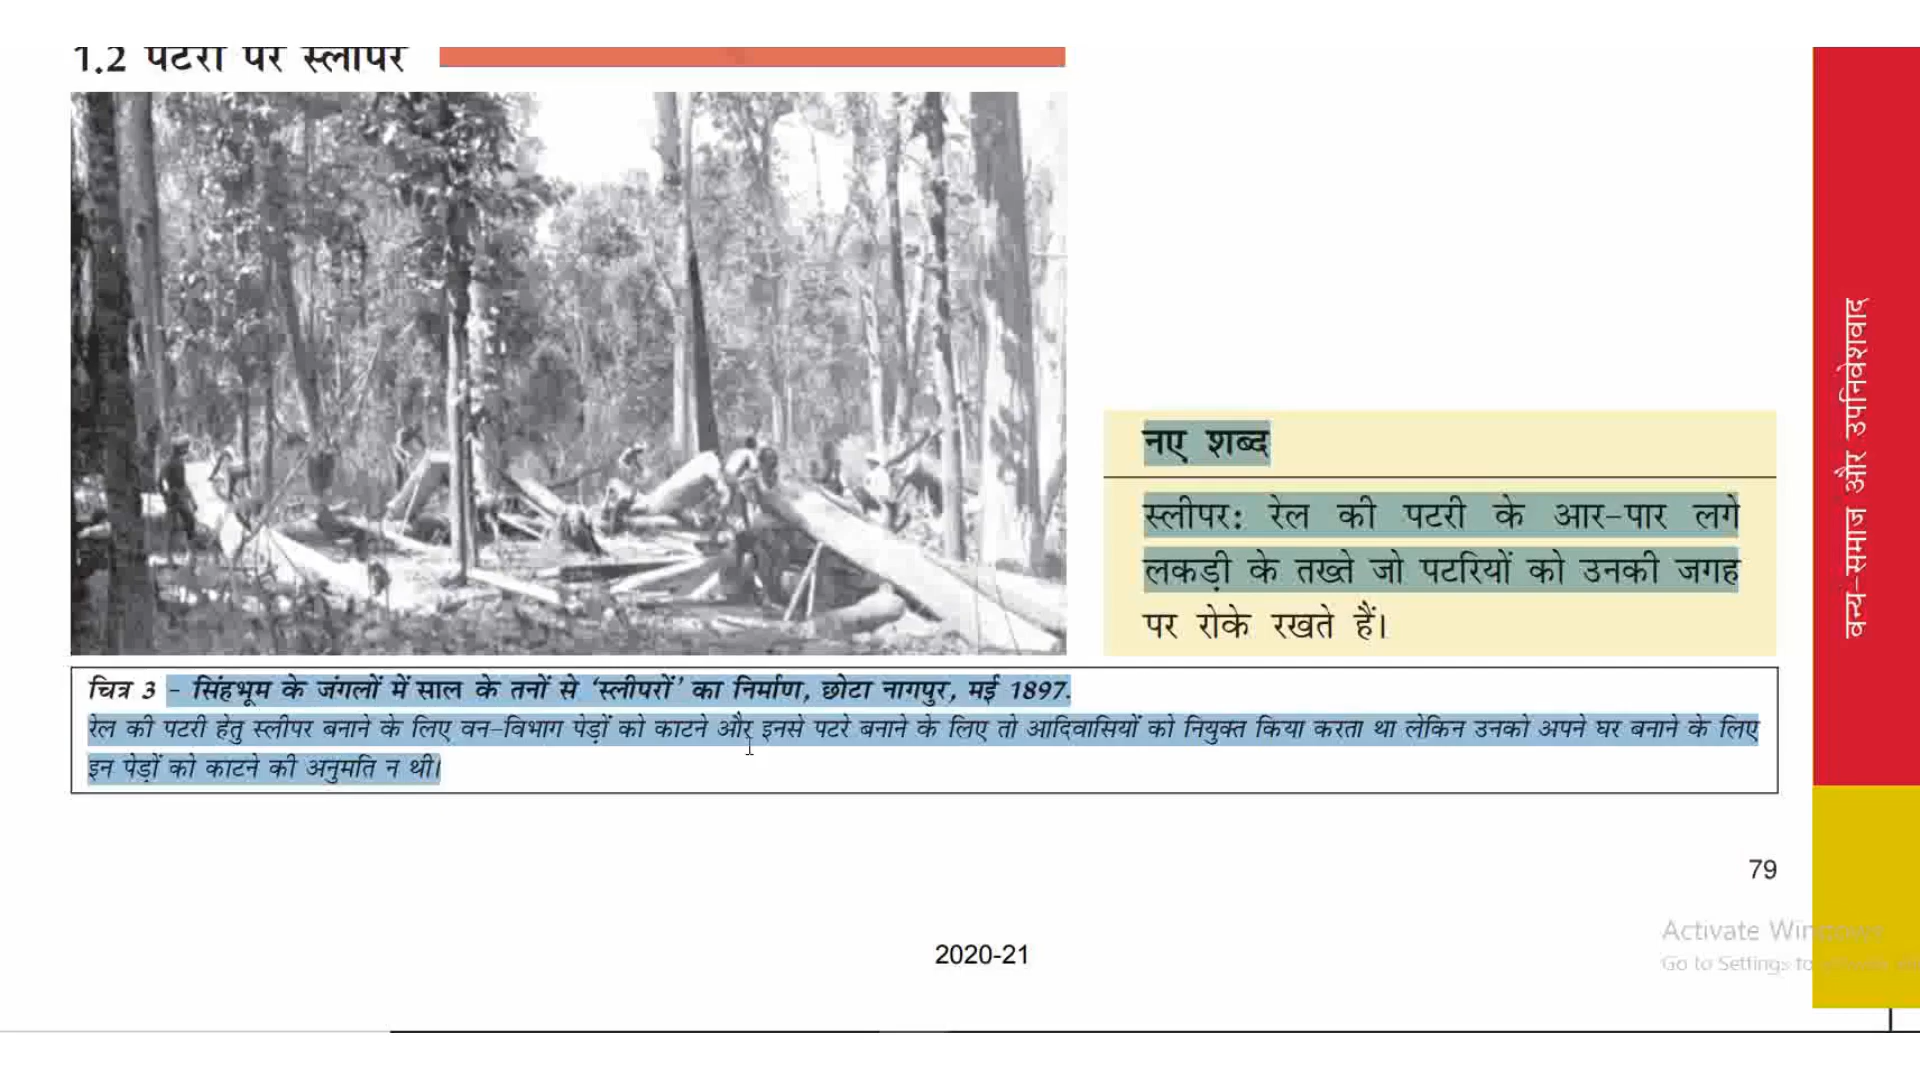 1.2 पटरी पर स्लीपर
नए शब्द
स्लीपर: रेल की पटरी के आर-पार लगे
लकड़ी के तख्ते जो पटरियों को उनकी जगह
पर रोके रखते हैं।
चित्र 3 - सिंहभूम के जंगलों में साल के तनों से ‘स्लीपरों’ का निर्माण, छोटा नागपुर, मई 1897.
रेल की पटरी हेतु स्लीपर बनाने के लिए वन-विभाग पेड़ों को काटने और इनसे पटरे बनाने के लिए तो आदिवासियों को नियुक्त किया करता था लेकिन उनको अपने घर बनाने के लिए
इन पेड़ों को काटने की अनुमति न थी।
वन्य-समाज और उपनिवेशवाद
79
2020-21
Activate Windows
Go to Settings to